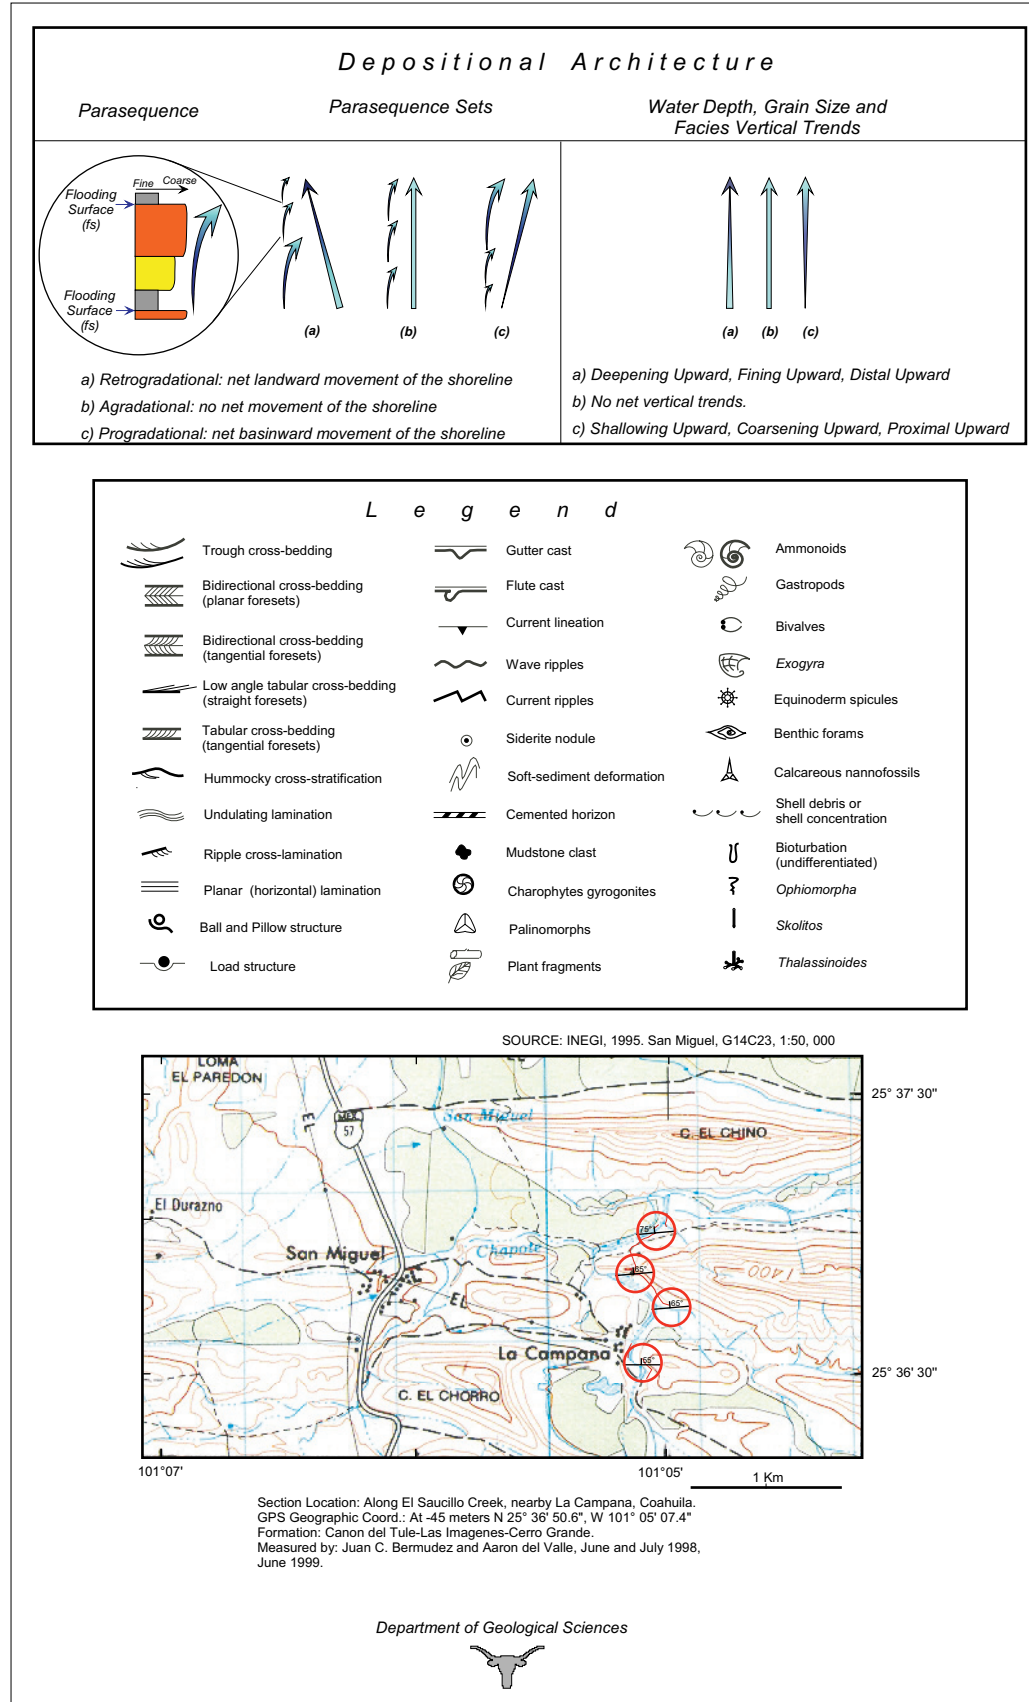 Depositional Architecture
Parasequence
Parasequence Sets
Water Depth, Grain Size and
Facies Vertical Trends
Fine
Coarse
Flooding
Surface
(fs)
Flooding
Surface
(fs)
(a)
(b)
(c)
(a)
(b)
(c)
a) Retrogradational: net landward movement of the shoreline
b) Agradational: no net movement of the shoreline
c) Progradational: net basinward movement of the shoreline
a) Deepening Upward, Fining Upward, Distal Upward
b) No net vertical trends.
c) Shallowing Upward, Coarsening Upward, Proximal Upward
Legend
Trough cross-bedding
Bidirectional cross-bedding
(planar foresets)
Bidirectional cross-bedding
(tangential foresets)
Low angle tabular cross-bedding
(straight foresets)
Tabular cross-bedding
(tangential foresets)
Hummocky cross-stratification
Undulating lamination
Ripple cross-lamination
Planar (horizontal) lamination
Ball and Pillow structure
Load structure
Gutter cast
Flute cast
Current lineation
Wave ripples
Current ripples
Siderite nodule
Soft-sediment deformation
Cemented horizon
Mudstone clast
Charophytes gyrogonites
Palinomorphs
Plant fragments
Ammonoids
Gastropods
Bivalves
Exogyra
Equinoderm spicules
Benthic forams
Calcareous nannofossils
Shell debris or
shell concentration
Bioturbation
(undifferentiated)
Ophiomorpha
Skolitos
Thalassinoides
SOURCE: INEGI, 1995. San Miguel, G14C23, 1:50, 000
LOMA
EL PAREDON
EL
EL
MEX
57
San Miguel
C. EL CHINO
25° 37' 30"
El Durazno
San Miguel
Chapote
75°
85°
1400
65°
EL
La Campana
65°
C. EL CHORRO
25° 36' 30"
101°07'
101°05'
1 Km
Section Location: Along El Saucillo Creek, nearby La Campana, Coahuila.
GPS Geographic Coord.: At -45 meters N 25° 36' 50.6", W 101° 05' 07.4"
Formation: Canon del Tule-Las Imagenes-Cerro Grande.
Measured by: Juan C. Bermudez and Aaron del Valle, June and July 1998,
June 1999.
Department of Geological Sciences